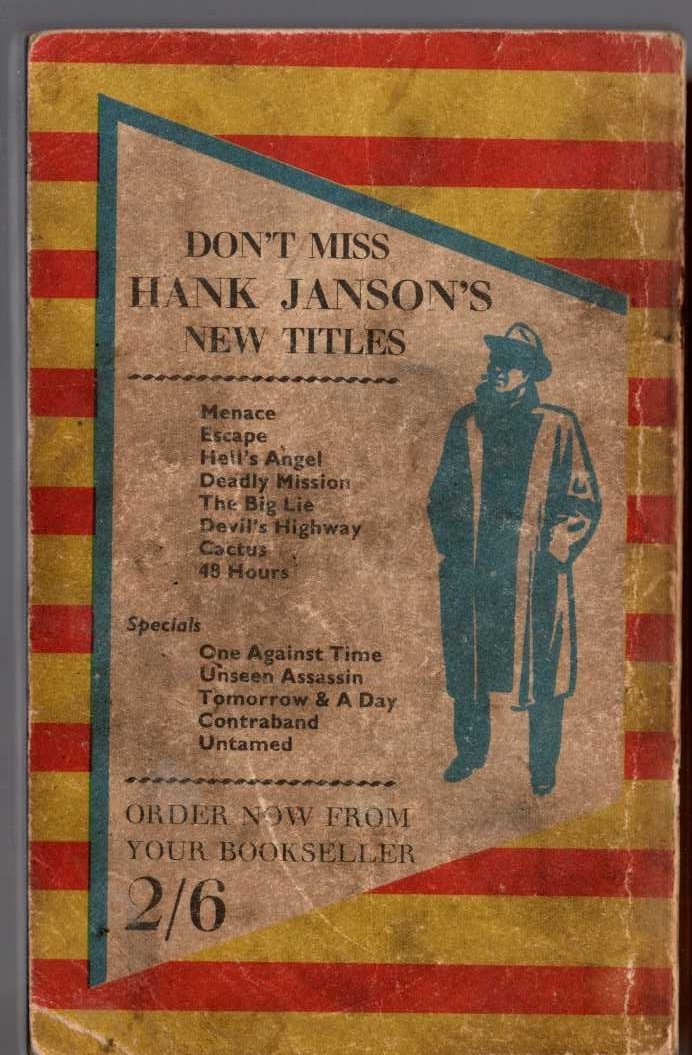 DON'T MISS
HANK JANSON'S
NEW TITLES
Menace
Escape
Hell's Angel
Deadly Mission
The Big Lie
Devil's Highway
Cactus
48 Hours
Specials
One Against Time
Unseen Assassin
Tomorrow & A Day
Contraband
Untamed
ORDER NOW FROM
YOUR BOOKSELLER
2/6